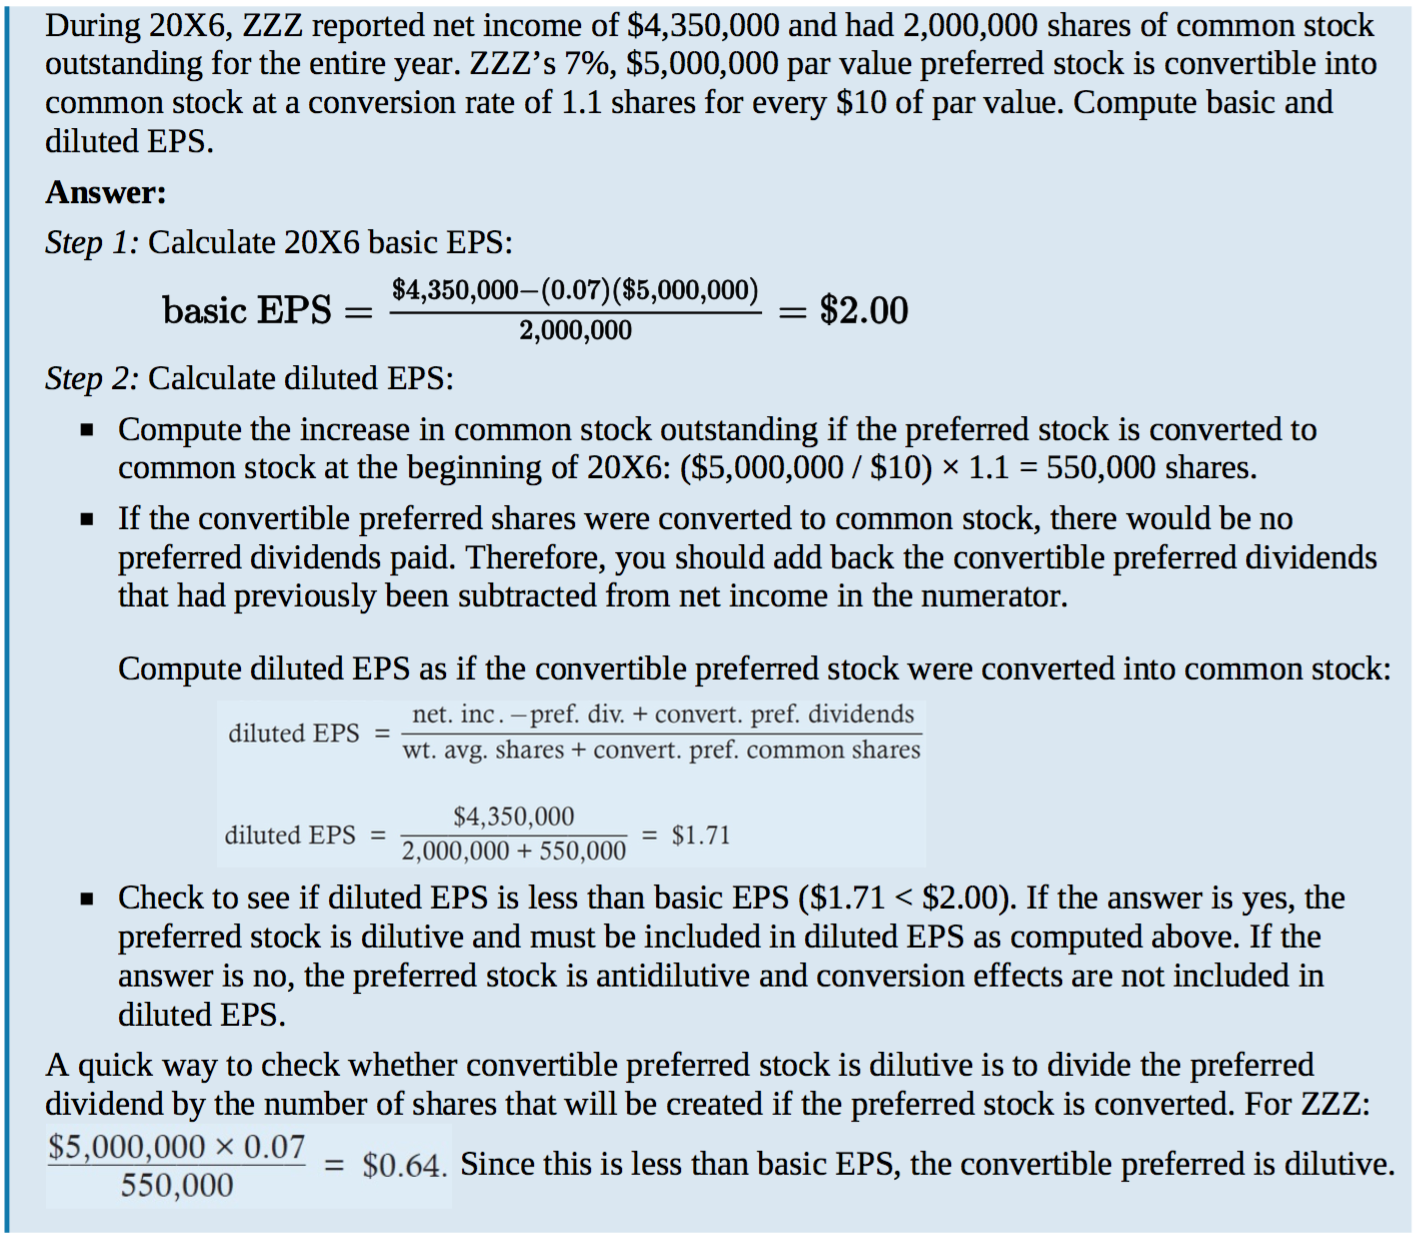 During 20X6, ZZZ reported net income of $4,350,000 and had 2,000,000 shares of common stock
outstanding for the entire year. ZZZ’s 7%, $5,000,000 par value preferred stock is convertible into
common stock at a conversion rate of 1.1 shares for every $10 of par value. Compute basic and
diluted EPS.
Answer:
Step 1: Calculate 20X6 basic EPS:
basic EPS = $4,350,000−(0.07)($5,000,000) / 2,000,000 = $2.00
Step 2: Calculate diluted EPS:
▪ Compute the increase in common stock outstanding if the preferred stock is converted to
common stock at the beginning of 20X6: ($5,000,000 / $10) × 1.1 = 550,000 shares.
▪ If the convertible preferred shares were converted to common stock, there would be no
preferred dividends paid. Therefore, you should add back the convertible preferred dividends
that had previously been subtracted from net income in the numerator.
Compute diluted EPS as if the convertible preferred stock were converted into common stock:
diluted EPS = net. inc. − pref. div. + convert. pref. dividends / wt. avg. shares + convert. pref. common shares
diluted EPS = $4,350,000 / 2,000,000 + 550,000 = $1.71
▪ Check to see if diluted EPS is less than basic EPS ($1.71 < $2.00). If the answer is yes, the
preferred stock is dilutive and must be included in diluted EPS as computed above. If the
answer is no, the preferred stock is antidilutive and conversion effects are not included in
diluted EPS.
A quick way to check whether convertible preferred stock is dilutive is to divide the preferred
dividend by the number of shares that will be created if the preferred stock is converted. For ZZZ:
$5,000,000 × 0.07 / 550,000 = $0.64. Since this is less than basic EPS, the convertible preferred is dilutive.